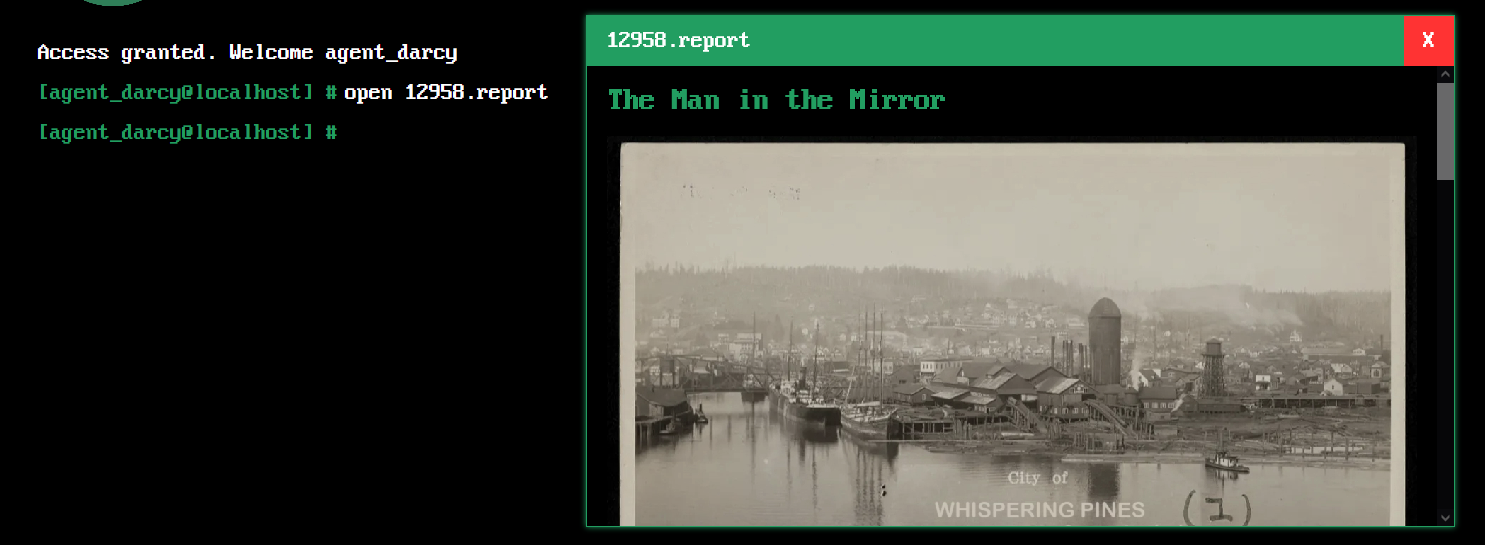 Access granted. Welcome agent_darcy
[agent_darcy@localhost] # open 12958.report
[agent_darcy@localhost] #
12958.report
X
The Man in the Mirror
City of
WHISPERING PINES
(1)